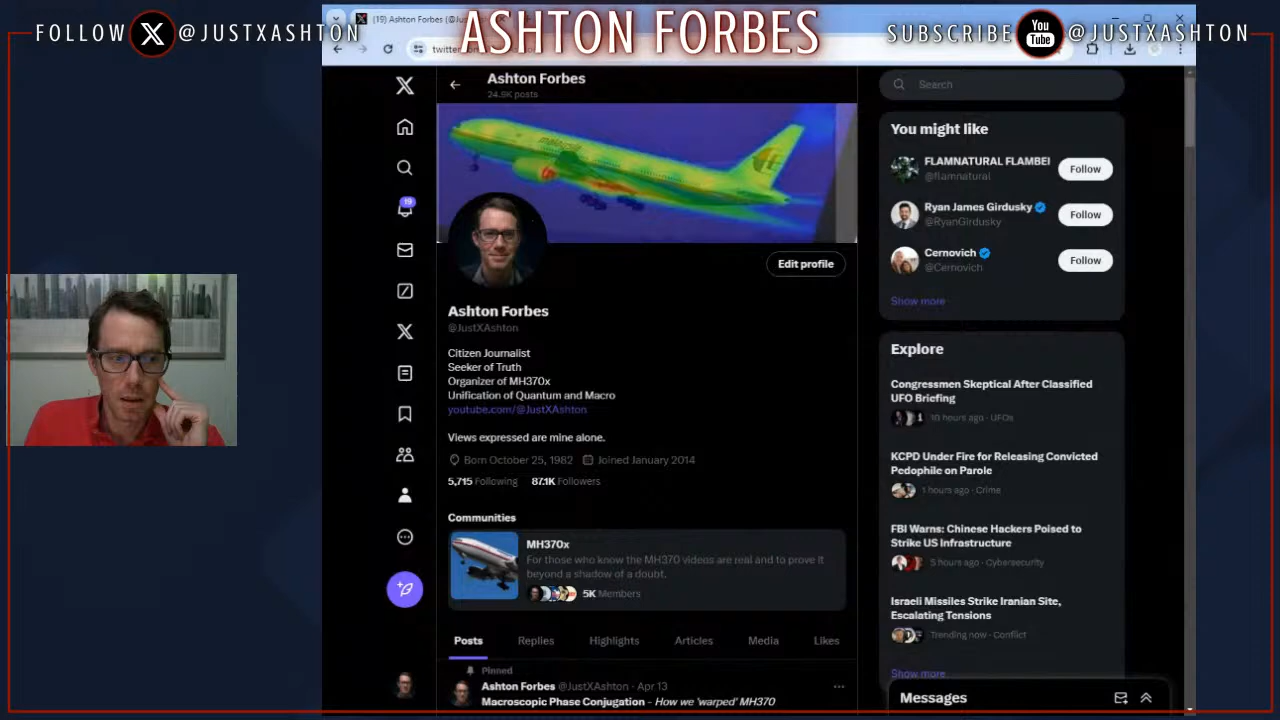 FOLLOW X @JUSTXASHTON
ASHTON FORBES
SUBSCRIBE You Tube @JUSTXASHTON
(19) Ashton Forbes (@Just
Ashton Forbes
24.9K posts
Search
You might like
FLAMNATURAL FLAMBEI
@flamnatural
Follow
Ryan James Girdusky
@RyanGirdusky
Follow
Cernovich
@Cernovich
Follow
Show more
19
Edit profile
Ashton Forbes
@JustXAshton
Citizen Journalist
Seeker of Truth
Organizer of MH370x
Unification of Quantum and Macro
youtube.com/@JustXAshton
Views expressed are mine alone.
Born October 25, 1982 Joined January 2014
5,715 Following 87.1K Followers
Communities
MH370x
For those who know the MH370 videos are real and to prove it
beyond a shadow of a doubt.
5K Members
Posts Replies Highlights Articles Media Likes
Pinned
Ashton Forbes @JustXAshton · Apr 13
Macroscopic Phase Conjugation - How we 'warped' MH370
Explore
Congressmen Skeptical After Classified
UFO Briefing
10 hours ago · UFOs
KCPD Under Fire for Releasing Convicted
Pedophile on Parole
1 hours ago · Crime
FBI Warns: Chinese Hackers Poised to
Strike US Infrastructure
5 hours ago · Cybersecurity
Israeli Missiles Strike Iranian Site,
Escalating Tensions
Trending now · Conflict
Show more
Messages